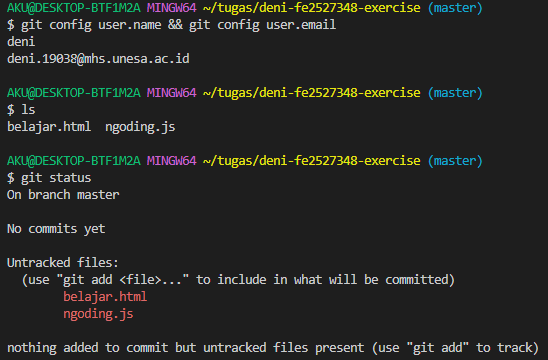 AKU@DESKTOP-BTF1M2A MINGW64 ~/tugas/deni-fe2527348-exercise (master)
$ git config user.name && git config user.email
deni
deni.19038@mhs.unesa.ac.id
AKU@DESKTOP-BTF1M2A MINGW64 ~/tugas/deni-fe2527348-exercise (master)
$ ls
belajar.html  ngoding.js
AKU@DESKTOP-BTF1M2A MINGW64 ~/tugas/deni-fe2527348-exercise (master)
$ git status
On branch master
No commits yet
Untracked files:
  (use "git add <file>..." to include in what will be committed)
        belajar.html
        ngoding.js
nothing added to commit but untracked files present (use "git add" to track)